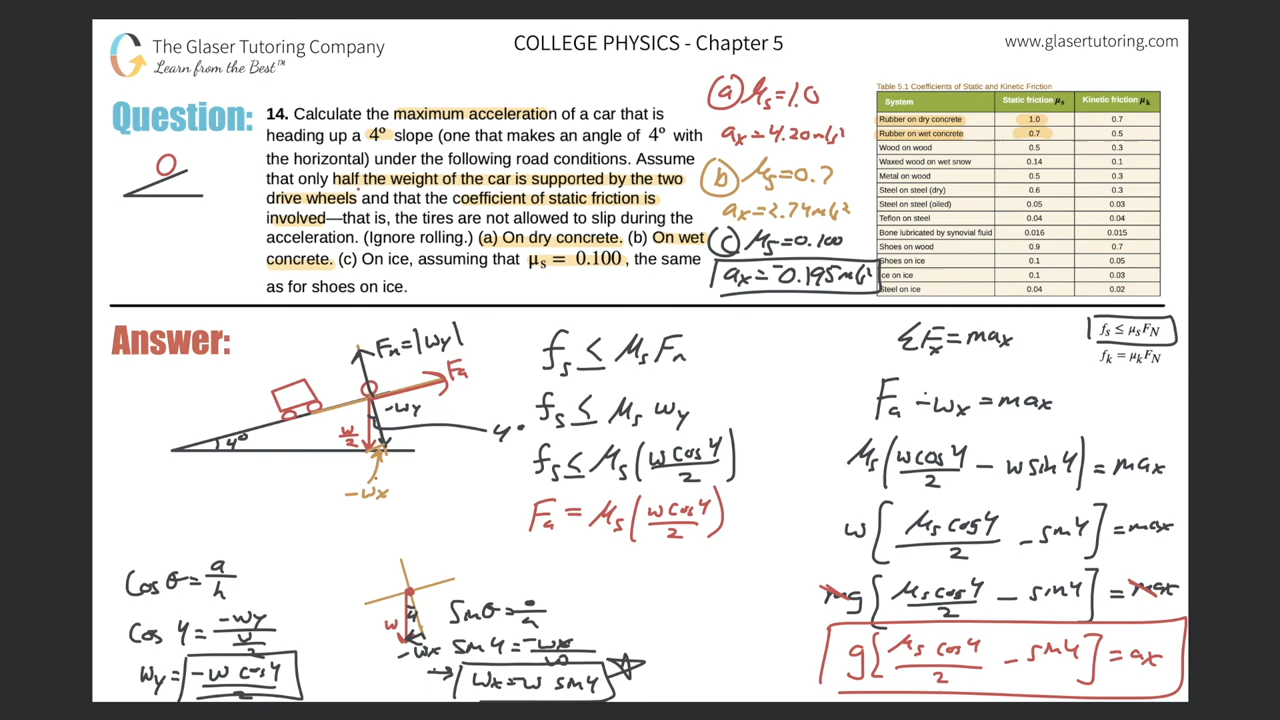 The Glaser Tutoring Company
Learn from the Best™
COLLEGE PHYSICS - Chapter 5
www.glasertutoring.com
Question:
14. Calculate the maximum acceleration of a car that is
heading up a 4º slope (one that makes an angle of 4º with
the horizontal) under the following road conditions. Assume
that only half the weight of the car is supported by the two
drive wheels and that the coefficient of static friction is
involved—that is, the tires are not allowed to slip during the
acceleration. (Ignore rolling.) (a) On dry concrete. (b) On wet
concrete. (c) On ice, assuming that μs = 0.100, the same
as for shoes on ice.
(a) μs = 1.0
ax = 4.20 m/s²
(b) μs = 0.7
ax = 2.74 m/s²
(c) μs = 0.100
ax = -0.195 m/s²
Table 5.1 Coefficients of Static and Kinetic Friction
System Static friction μs Kinetic friction μk
Rubber on dry concrete 1.0 0.7
Rubber on wet concrete 0.7 0.5
Wood on wood 0.5 0.3
Waxed wood on wet snow 0.14 0.1
Metal on wood 0.5 0.3
Steel on steel (dry) 0.6 0.3
Steel on steel (oiled) 0.05 0.03
Teflon on steel 0.04 0.04
Bone lubricated by synovial fluid 0.016 0.015
Shoes on wood 0.9 0.7
Shoes on ice 0.1 0.05
Ice on ice 0.1 0.03
Steel on ice 0.04 0.02
Answer:
Fn = |wy|
Fa
-wy
w/2
4°
4°
-wx
fs ≤ μs Fn
fs ≤ μs wy
fs ≤ μs (w cos 4 / 2)
Fa = μs (w cos 4 / 2)
ΣFx = max
fs ≤ μsFN
fk = μkFN
Fa - wx = max
μs (w cos 4 / 2 - w sin 4) = max
w [μs cos 4 / 2 - sin 4] = max
mg [μs cos 4 / 2 - sin 4] = max
g [μs cos 4 / 2 - sin 4] = ax
Cos θ = a/h
Cos 4 = -wy / w/2
wy = -w cos 4 / 2
w
4
-wx
Sin θ = o/h
sin 4 = -wx / w
→ wx = w sin 4